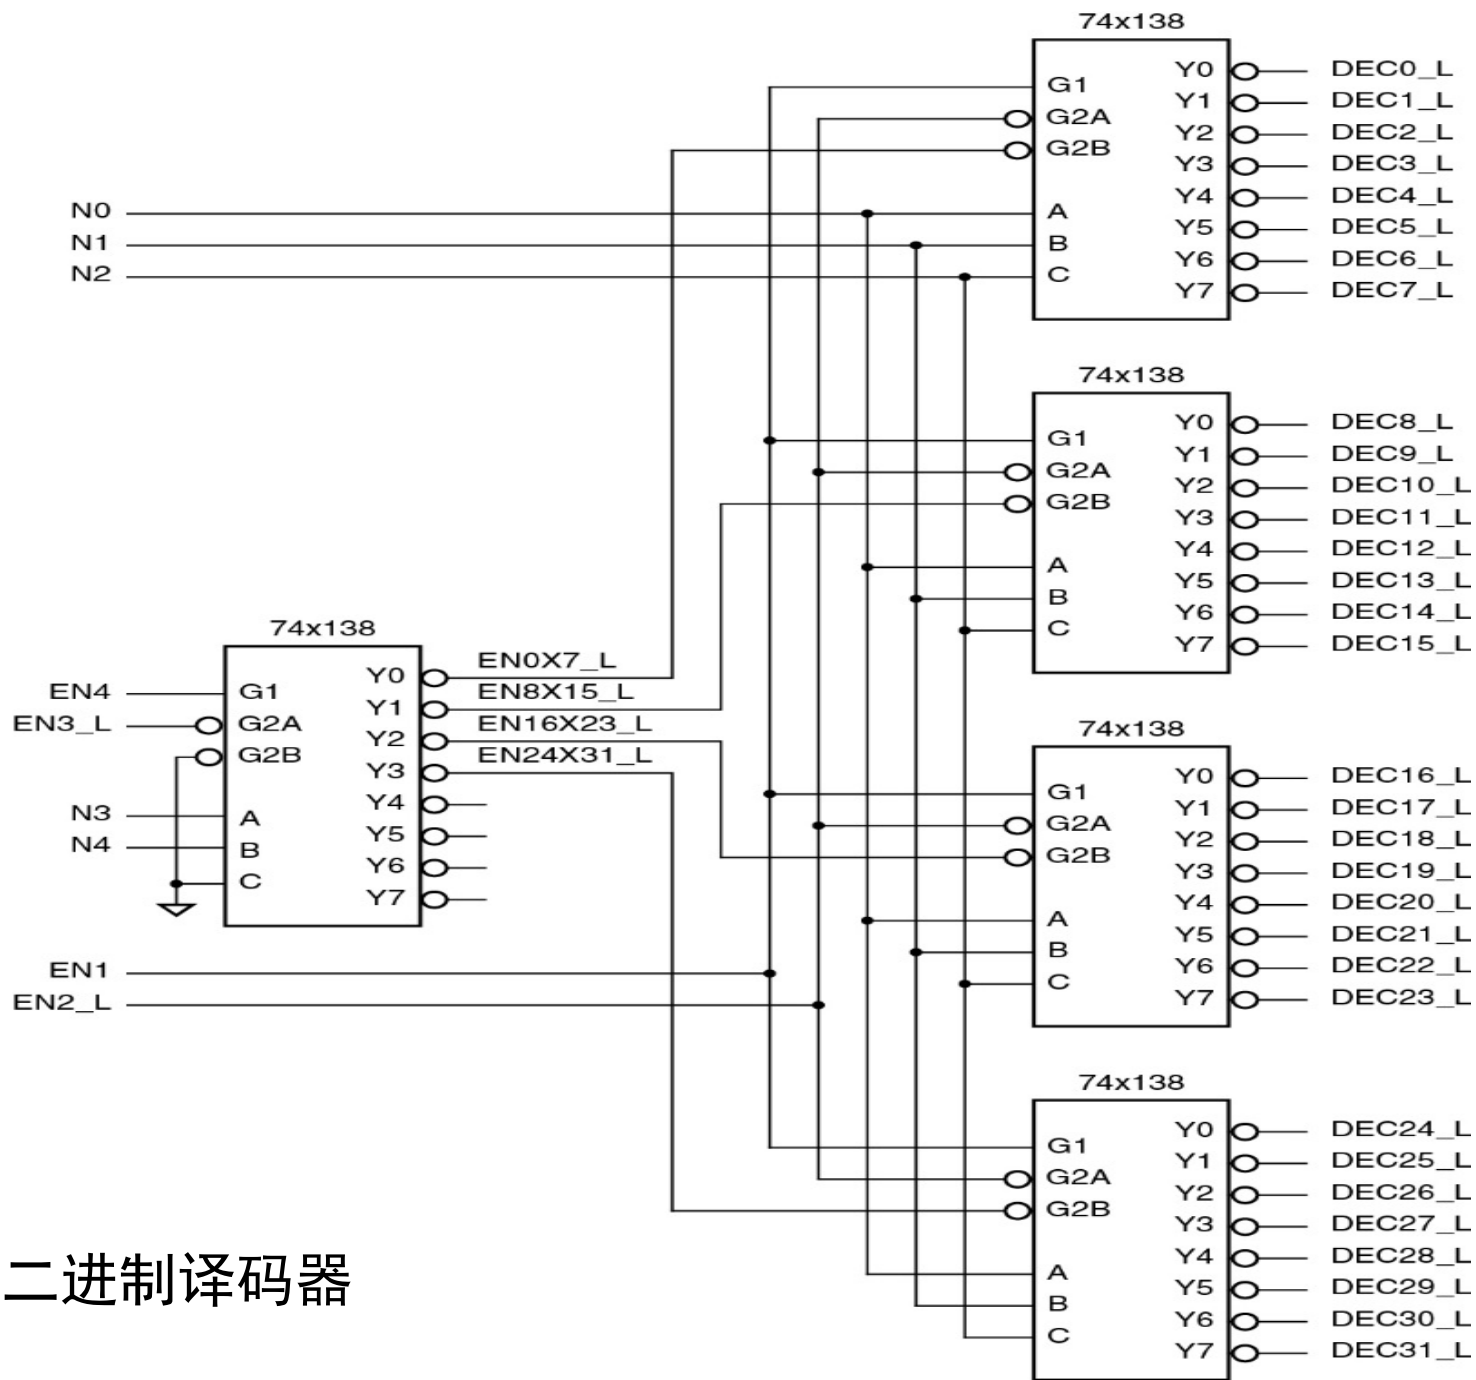 74x138
G1 Y0 DEC0_L
G2A Y1 DEC1_L
G2B Y2 DEC2_L
Y3 DEC3_L
N0 A Y4 DEC4_L
N1 B Y5 DEC5_L
N2 C Y6 DEC6_L
Y7 DEC7_L
74x138
G1 Y0 DEC8_L
G2A Y1 DEC9_L
G2B Y2 DEC10_L
Y3 DEC11_L
A Y4 DEC12_L
B Y5 DEC13_L
C Y6 DEC14_L
Y7 DEC15_L
74x138
Y0 EN0X7_L
EN4 G1 Y1 EN8X15_L
EN3_L G2A Y2 EN16X23_L
G2B Y3 EN24X31_L
N3 A Y4
N4 B Y5
C Y6
Y7
EN1
EN2_L
74x138
G1 Y0 DEC16_L
G2A Y1 DEC17_L
G2B Y2 DEC18_L
Y3 DEC19_L
A Y4 DEC20_L
B Y5 DEC21_L
C Y6 DEC22_L
Y7 DEC23_L
74x138
G1 Y0 DEC24_L
G2A Y1 DEC25_L
G2B Y2 DEC26_L
Y3 DEC27_L
A Y4 DEC28_L
B Y5 DEC29_L
C Y6 DEC30_L
Y7 DEC31_L
二进制译码器